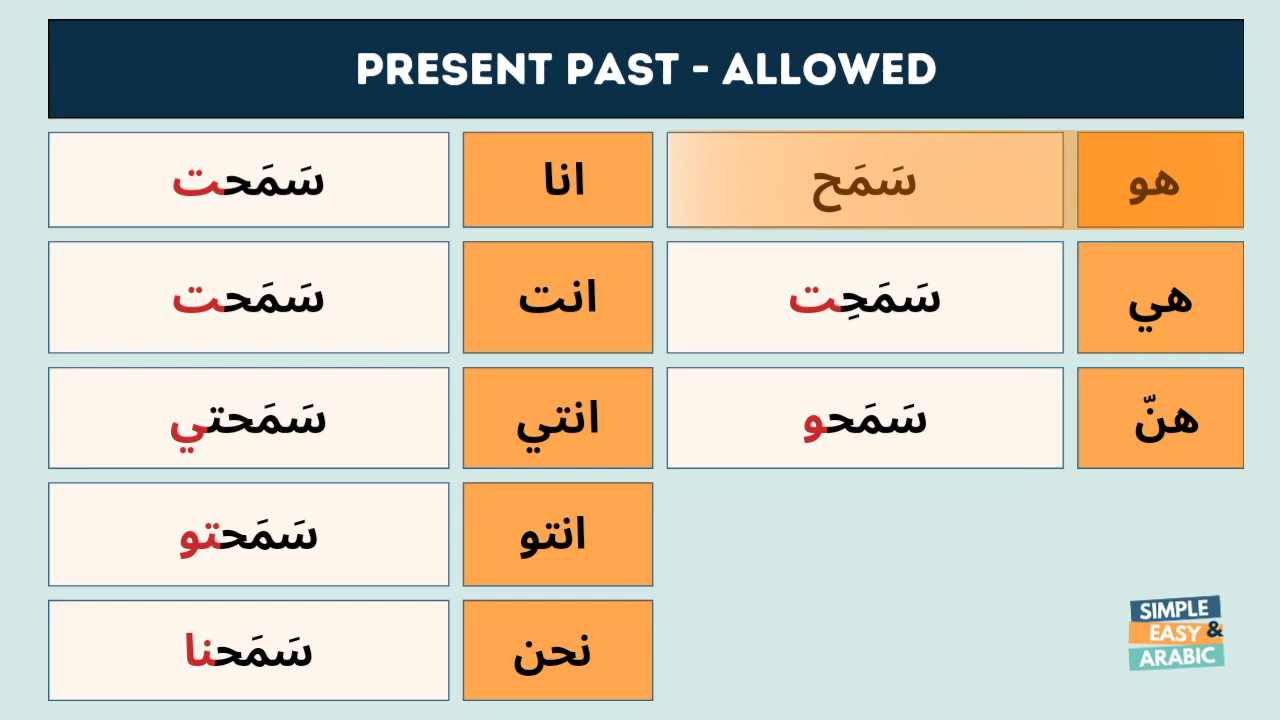 PRESENT PAST - ALLOWED
هو
سَمَح
انا
سَمَحت
هي
سَمَحِت
انت
سَمَحت
هنّ
سَمَحو
انتي
سَمَحتي
انتو
سَمَحتو
نحن
سَمَحنا
SIMPLE
EASY &
ARABIC